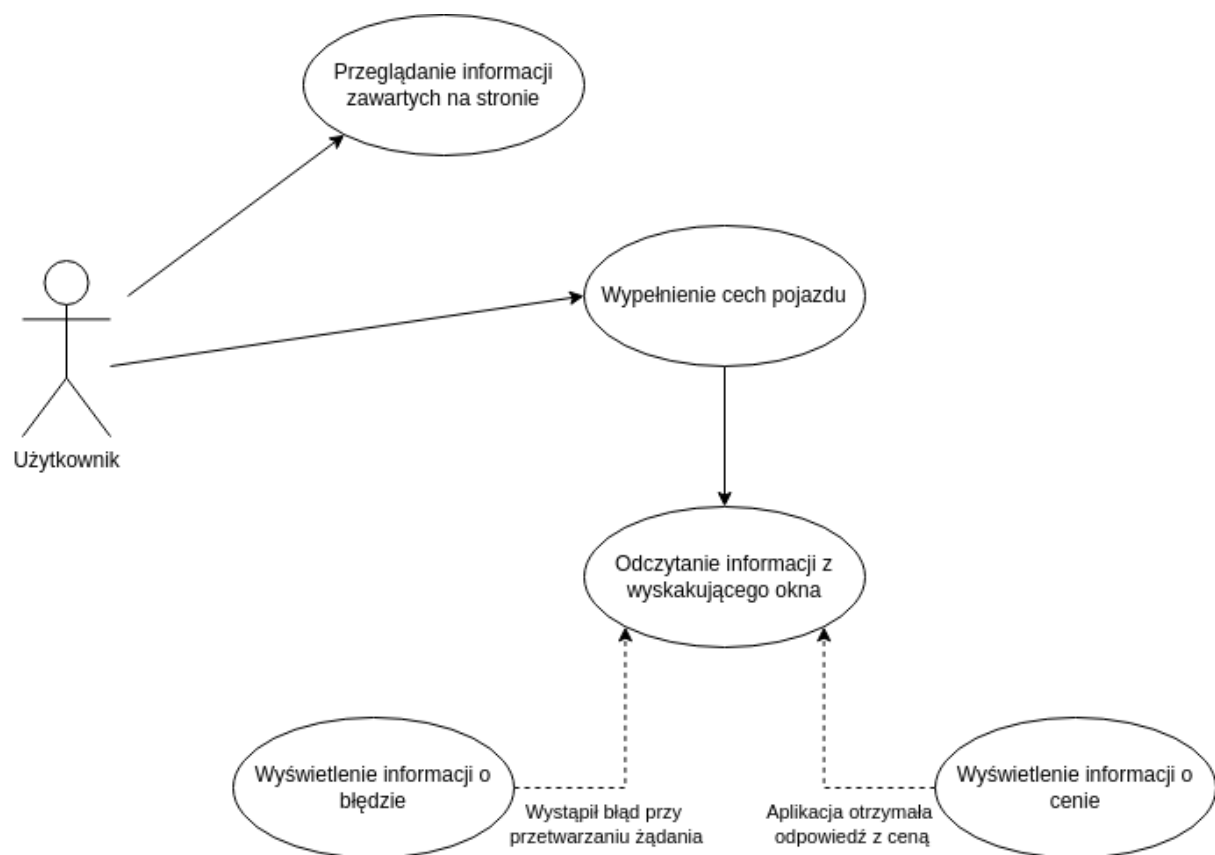 Przeglądanie informacji
zawartych na stronie
Wypełnienie cech pojazdu
Użytkownik
Odczytanie informacji z
wyskakującego okna
Wyświetlenie informacji o
błędzie
Wystąpił błąd przy
przetwarzaniu żądania
Aplikacja otrzymała
odpowiedź z ceną
Wyświetlenie informacji o
cenie